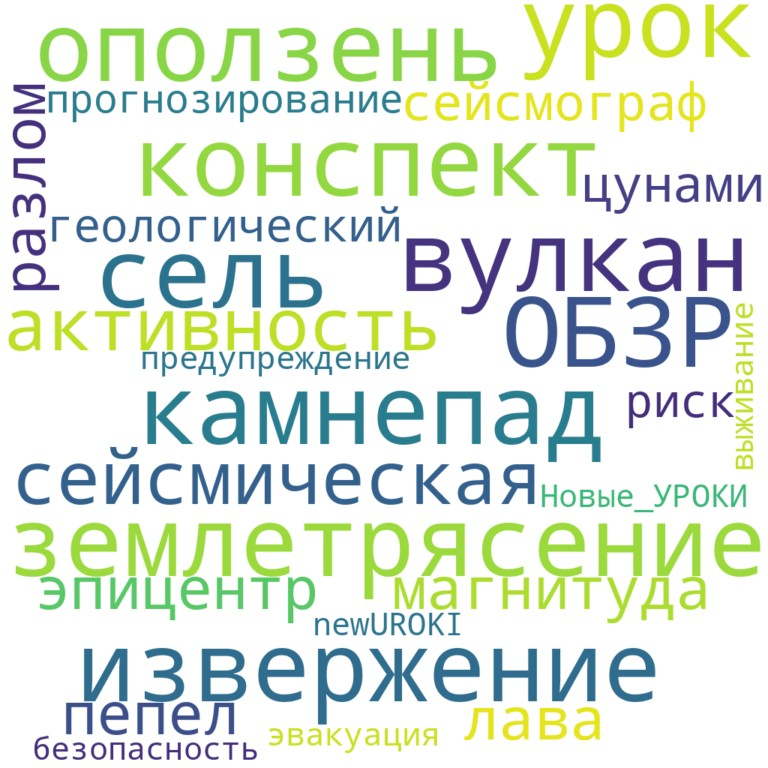 оползень
урок
прогнозирование
сейсмограф
разлом
конспект
цунами
геологический
вулкан
сель
ОБЗР
активность
предупреждение
выживание
камнепад
риск
сейсмическая
Новые_УРОКИ
землетрясение
эпицентр
магнитуда
newUROKI
извержение
пепел
лава
безопасность
эвакуация